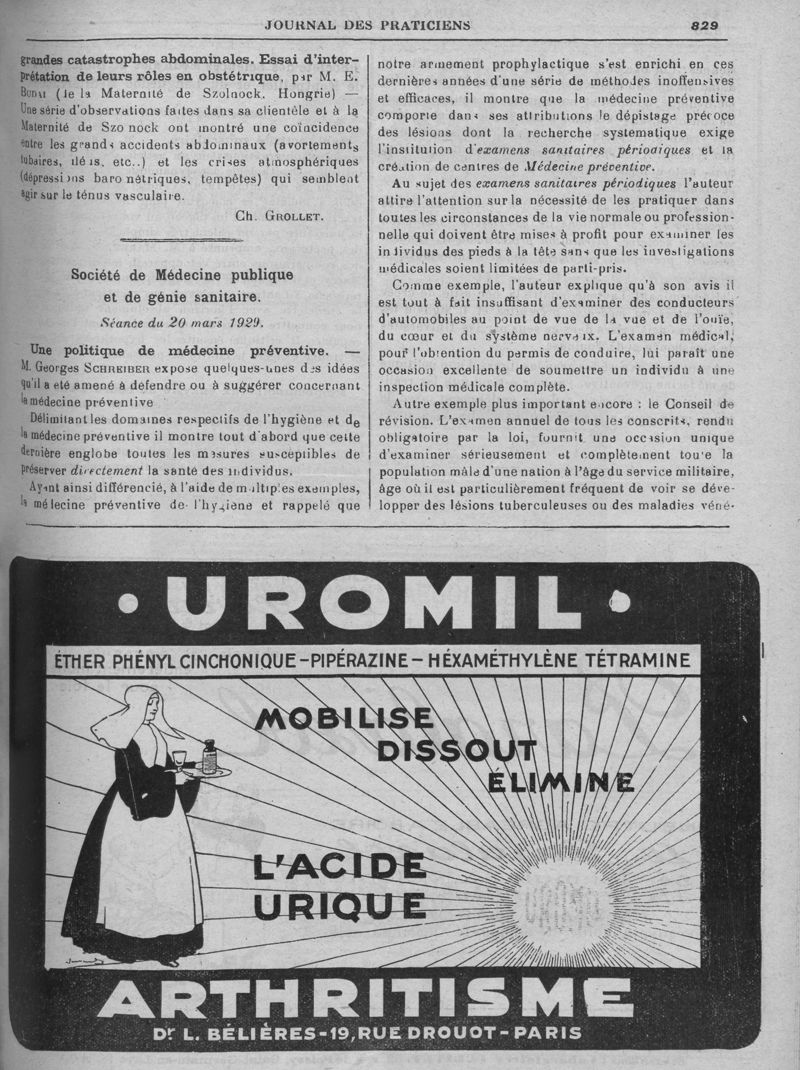 JOURNAL DES PRATICIENS 829
grandes catastrophes abdominales. Essai d'inter-
prétation de leurs rôles en obstétrique, par M. E.
(de la Maternité de Szolnock. Hongrie) —
Une série d'observations faites dans sa clientèle et à la
Maternité de Szo nock ont montré une coïncidence
entre les grands accidents abdominaux (avortements
tubaires, iléus, etc..) et les crises atmosphériques
(dépressions barométriques, tempêtes) qui semblent
agir sur le ténus vasculaire.
Ch. GROLLET.
Société de Médecine publique
et de génie sanitaire.
Séance du 20 mars 1929.
Une politique de médecine préventive. —
M. Georges SCHREIBER expose quelques-unes des idées
qu'il a été amené à défendre ou à suggérer concernant
la médecine préventive
Délimitant les domaines respectifs de l'hygiène et de
la médecine préventive il montre tout d'abord que cette
dernière englobe toutes les mesures susceptibles de
préserver directement la santé des individus.
Ayant ainsi différencié, à l'aide de multiples exemples,
la médecine préventive de l'hygiène et rappelé que
notre armement prophylactique s'est enrichi en ces
dernières années d'une série de méthodes inoffensives
et efficaces, il montre que la médecine préventive
comporte dans ses attributions le dépistage précoce
des lésions dont la recherche systematique exige
l'institution d'examens sanitaires périodiques et la
création de centres de Médecine préventive.
Au sujet des examens sanitaires périodiques l'auteur
attire l'attention sur la nécessité de les pratiquer dans
toutes les circonstances de la vie normale ou profession-
nelle qui doivent être mises à profit pour examiner les
individus des pieds à la tête sans que les investigations
médicales soient limitées de parti-pris.
Comme exemple, l'auteur explique qu'à son avis il
est tout à fait insuffisant d'examiner des conducteurs
d'automobiles au point de vue de la vue et de l'ouïe,
du cœur et du système nerveux. L'examen médical,
pour l'obtention du permis de conduire, lui paraît une
occasion excellente de soumettre un individu à une
inspection médicale complète.
Autre exemple plus important encore : le Conseil de
révision. L'examen annuel de tous les conscrits, rendu
obligatoire par la loi, fournit une occasion unique
d'examiner sérieusement et complètement toute la
population mâle d'une nation à l'âge du service militaire,
âge où il est particulièrement fréquent de voir se déve-
lopper des lésions tuberculeuses ou des maladies véné-
• UROMIL •
ÉTHER PHÉNYL CINCHONIQUE - PIPÉRAZINE - HÉXAMÉTHYLÈNE TÉTRAMINE
MOBILISE
DISSOUT
ÉLIMINE
L'ACIDE
URIQUE
ARTHRITISME
Dr L. BÉLIÈRES - 19, RUE DROUOT - PARIS